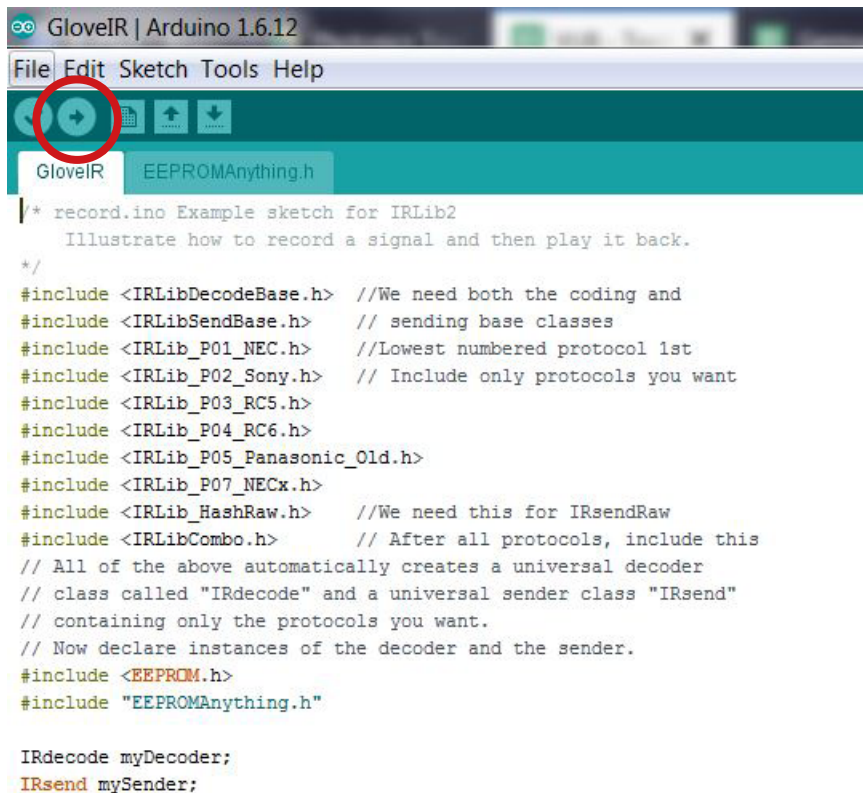 GloveIR | Arduino 1.6.12
File Edit Sketch Tools Help
GloveIR EEPROMAnything.h
/* record.ino Example sketch for IRLib2
    Illustrate how to record a signal and then play it back.
*/
#include <IRLibDecodeBase.h>  //We need both the coding and
#include <IRLibSendBase.h>    // sending base classes
#include <IRLib_P01_NEC.h>    //Lowest numbered protocol 1st
#include <IRLib_P02_Sony.h>   // Include only protocols you want
#include <IRLib_P03_RC5.h>
#include <IRLib_P04_RC6.h>
#include <IRLib_P05_Panasonic_Old.h>
#include <IRLib_P07_NECx.h>
#include <IRLib_HashRaw.h>    //We need this for IRsendRaw
#include <IRLibCombo.h>       // After all protocols, include this
// All of the above automatically creates a universal decoder
// class called "IRdecode" and a universal sender class "IRsend"
// containing only the protocols you want.
// Now declare instances of the decoder and the sender.
#include <EEPROM.h>
#include "EEPROMAnything.h"
IRdecode myDecoder;
IRsend mySender;